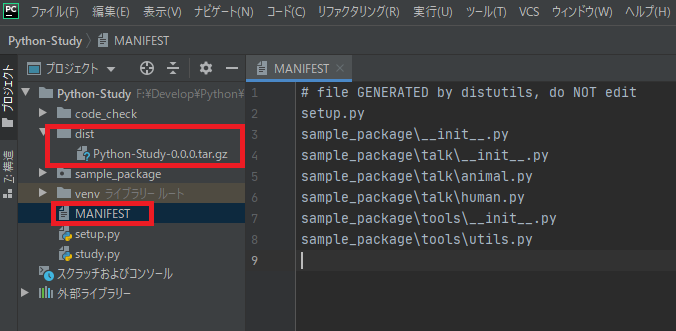 PC ファイル(F) 編集(E) 表示(V) ナビゲート(N) コード(C) リファクタリング(R) 実行(U) ツール(T) VCS ウィンドウ(W) ヘルプ(H)
Python-Study MANIFEST
プロジェクト
Z: 構造
プロジェクト
Python-Study F:¥Develop¥Python¥
code_check
dist
Python-Study-0.0.0.tar.gz
sample_package
venv ライブラリー ルート
MANIFEST
setup.py
study.py
スクラッチおよびコンソール
外部ライブラリー
MANIFEST
1 # file GENERATED by distutils, do NOT edit
2 setup.py
3 sample_package\__init__.py
4 sample_package\talk\__init__.py
5 sample_package\talk\animal.py
6 sample_package\talk\human.py
7 sample_package\tools\__init__.py
8 sample_package\tools\utils.py
9